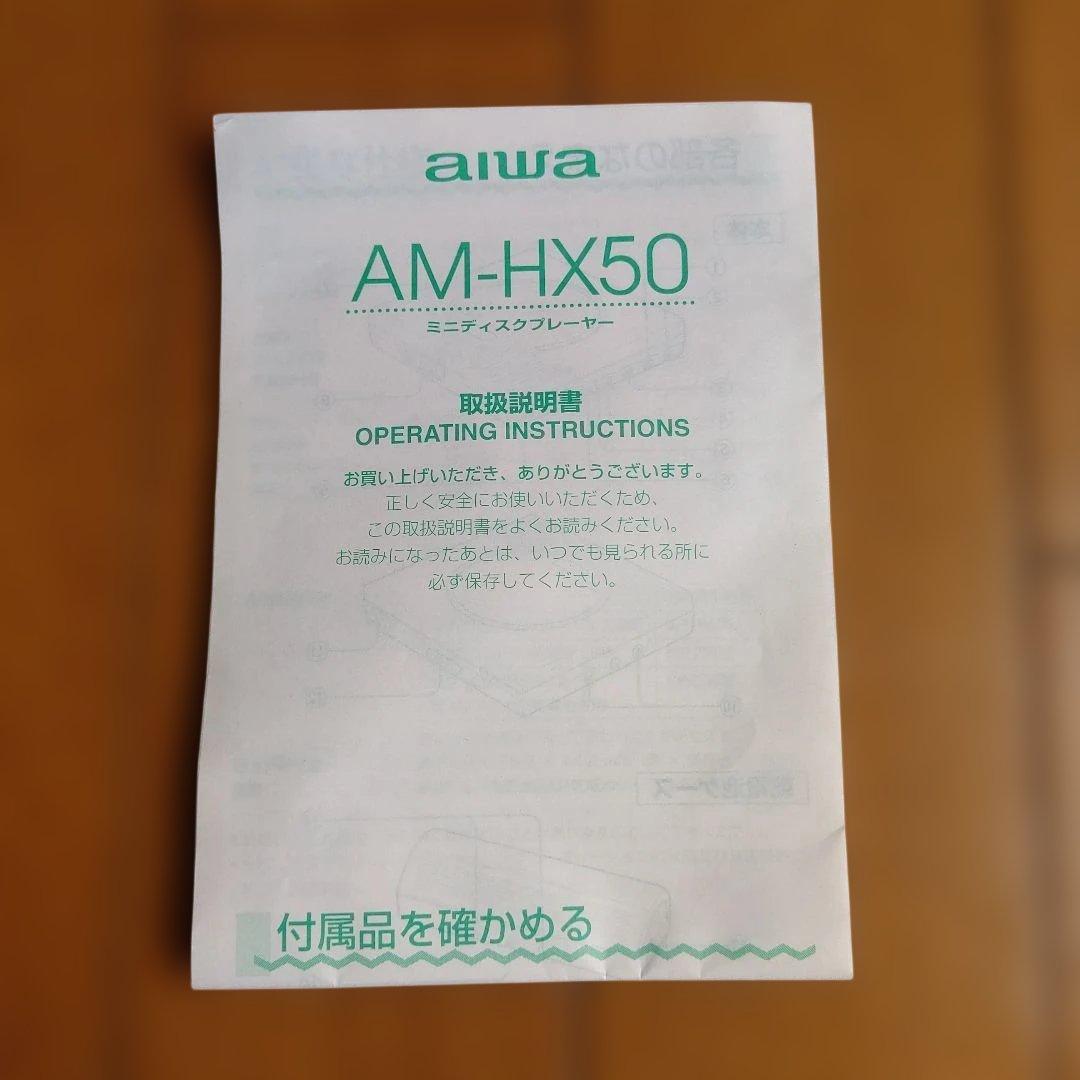 aiwa
AM-HX50
ミニディスクプレーヤー
取扱説明書
OPERATING INSTRUCTIONS
お買い上げいただき、ありがとうございます。
正しく安全にお使いいただくため、
この取扱説明書をよくお読みください。
お読みになったあとは、いつでも見られる所に
必ず保存してください。
付属品を確かめる